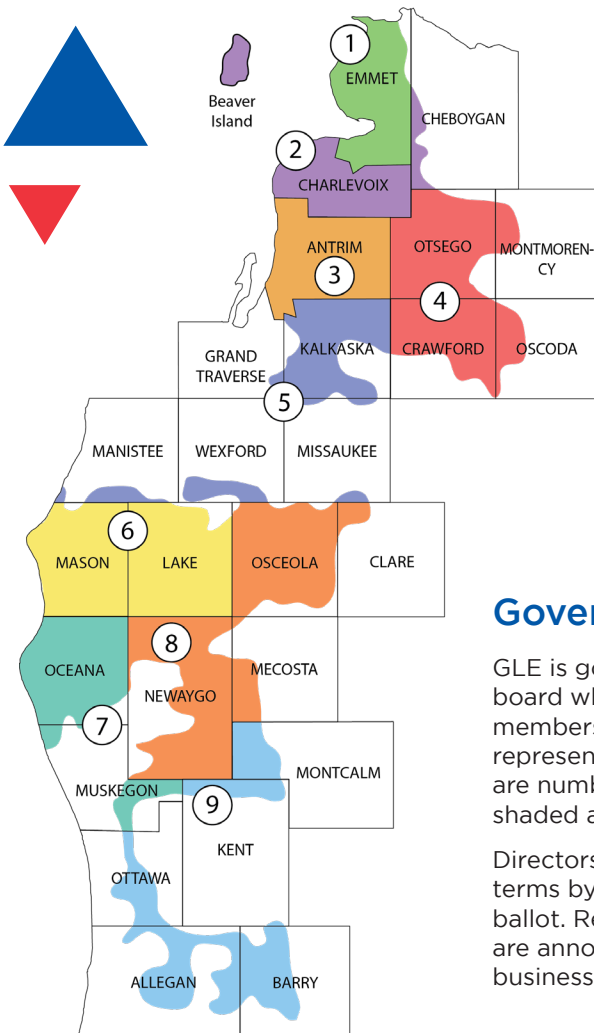 1
EMMET
Beaver
Island
CHEBOYGAN
2
CHARLEVOIX
ANTRIM
OTSEGO
MONTMOREN-
CY
3
4
GRAND
TRAVERSE
KALKASKA
CRAWFORD
OSCODA
5
MANISTEE
WEXFORD
MISSAUKEE
6
MASON
LAKE
OSCEOLA
CLARE
8
OCEANA
MECOSTA
NEWAYGO
7
MONTCALM
MUSKEGON
9
KENT
OTTAWA
ALLEGAN
BARRY
Gover
GLE is go
board wh
members
represen
are numb
shaded a
Directors
terms by
ballot. Re
are anno
business